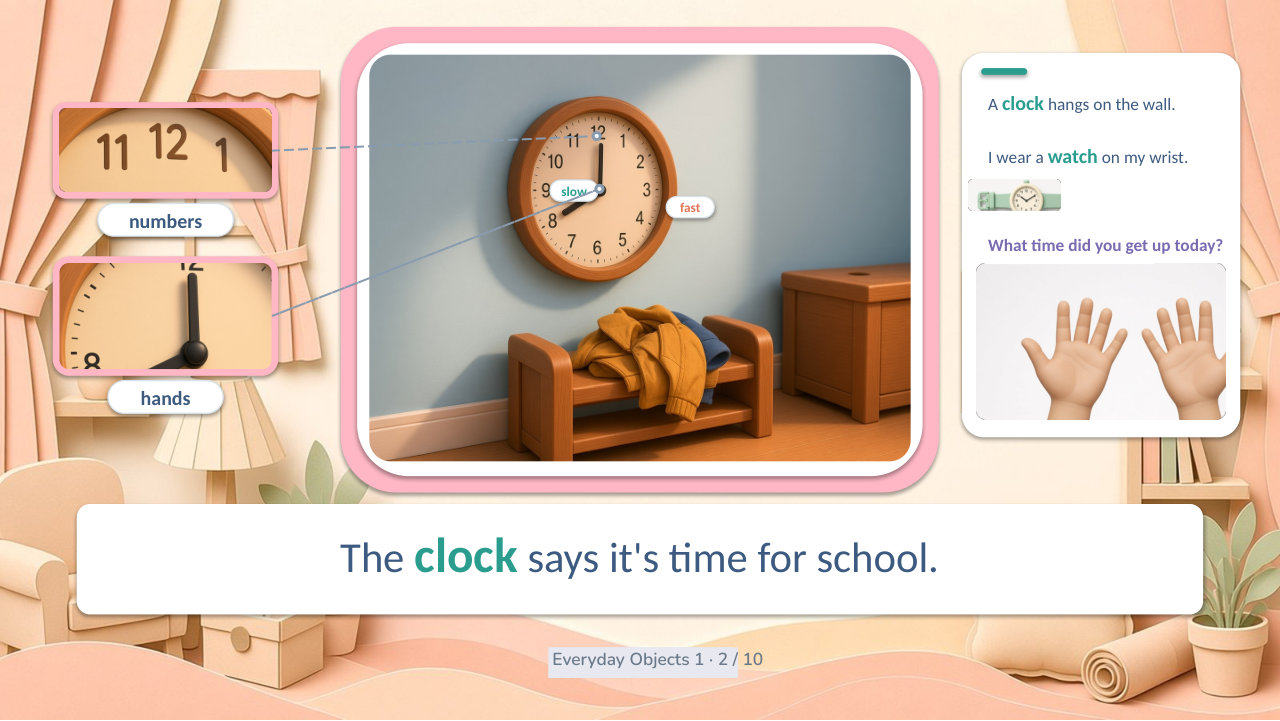 11 12 1
numbers
12
8
hands
11 12 1
10 2
9 3
8 4
7 6 5
slow
fast
A clock hangs on the wall.
I wear a watch on my wrist.
What time did you get up today?
The clock says it's time for school.
Everyday Objects 1 · 2 / 10